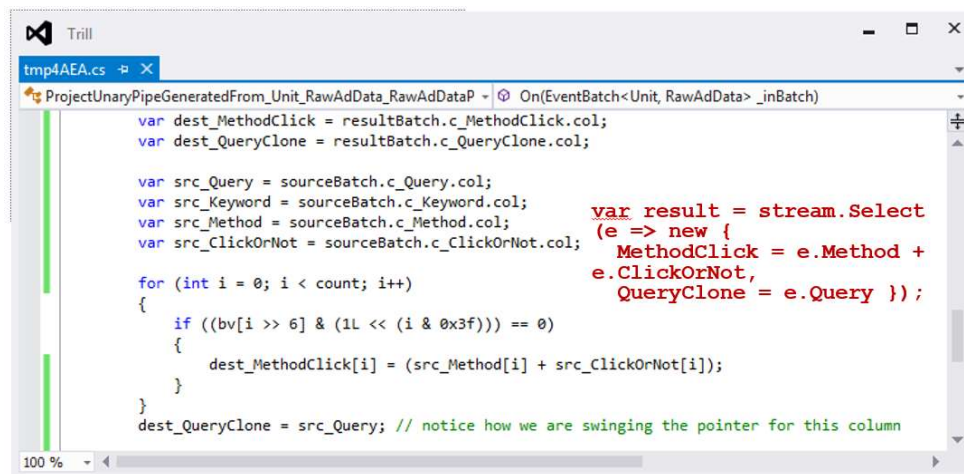 Trill
tmp4AEA.cs
ProjectUnaryPipeGeneratedFrom_Unit_RawAdData_RawAdDataP
On(EventBatch<Unit, RawAdData> _inBatch)
var dest_MethodClick = resultBatch.c_MethodClick.col;
var dest_QueryClone = resultBatch.c_QueryClone.col;
var src_Query = sourceBatch.c_Query.col;
var src_Keyword = sourceBatch.c_Keyword.col;
var src_Method = sourceBatch.c_Method.col;
var src_ClickOrNot = sourceBatch.c_ClickOrNot.col;
for (int i = 0; i < count; i++)
{
if ((bv[i >> 6] & (1L << (i & 0x3f))) == 0)
{
dest_MethodClick[i] = (src_Method[i] + src_ClickOrNot[i]);
}
}
dest_QueryClone = src_Query; // notice how we are swinging the pointer for this column
var result = stream.Select
(e => new {
MethodClick = e.Method +
e.ClickOrNot,
QueryClone = e.Query });
100 %